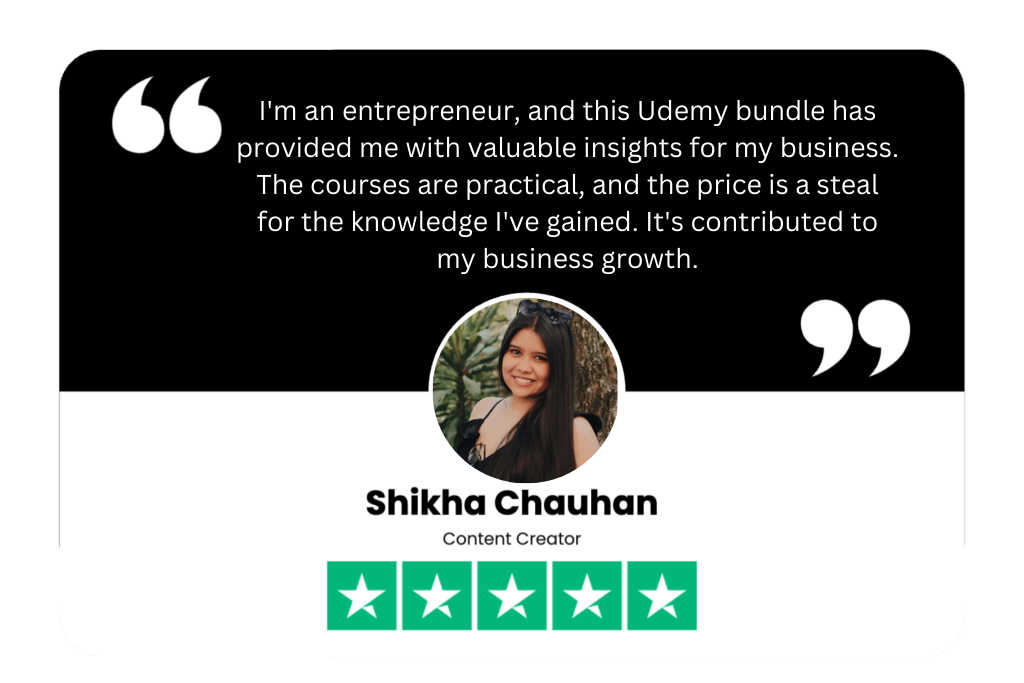 I'm an entrepreneur, and this Udemy bundle has
provided me with valuable insights for my business.
The courses are practical, and the price is a steal
for the knowledge I've gained. It's contributed to
my business growth.
Shikha Chauhan
Content Creator